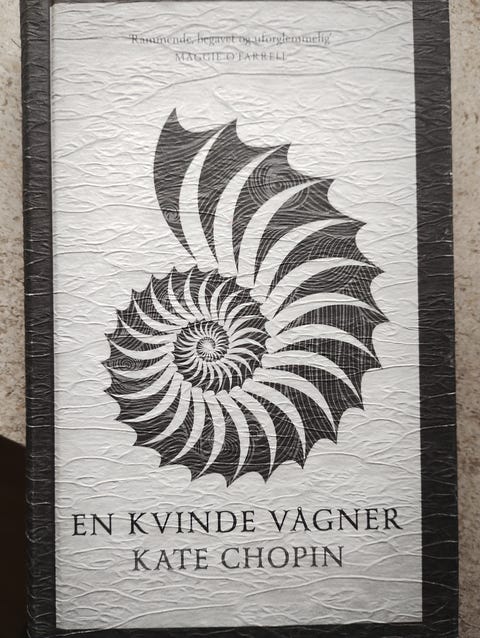 'Rammende, begavet og uforglemmelig'
MAGGIE O'FARRELL
EN KVINDE VÅGNER
KATE CHOPIN